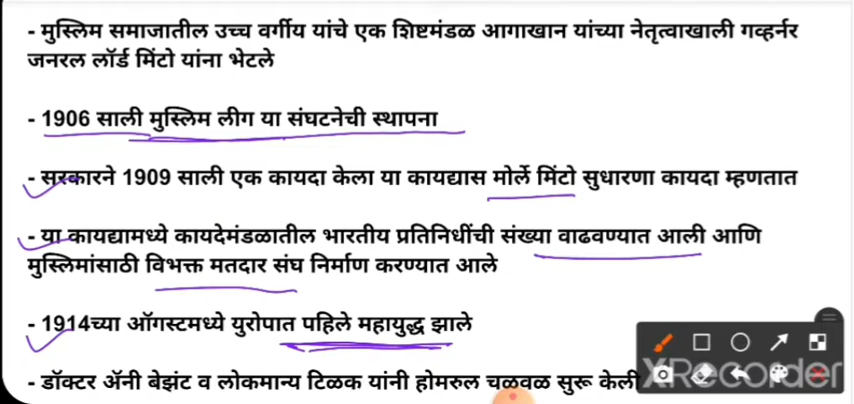 - मुस्लिम समाजातील उच्च वर्गीय यांचे एक शिष्टमंडळ आगाखान यांच्या नेतृत्वाखाली गव्हर्नर
जनरल लॉर्ड मिंटो यांना भेटले
- 1906 साली मुस्लिम लीग या संघटनेची स्थापना
- सरकारने 1909 साली एक कायदा केला या कायद्यास मोर्ले मिंटो सुधारणा कायदा म्हणतात
- या कायद्यामध्ये कायदेमंडळातील भारतीय प्रतिनिधींची संख्या वाढवण्यात आली आणि
मुस्लिमांसाठी विभक्त मतदार संघ निर्माण करण्यात आले
- 1914च्या ऑगस्टमध्ये युरोपात पहिले महायुद्ध झाले
- डॉक्टर ॲनी बेझंट व लोकमान्य टिळक यांनी होमरुल चळवळ सुरू केली
XRecorder